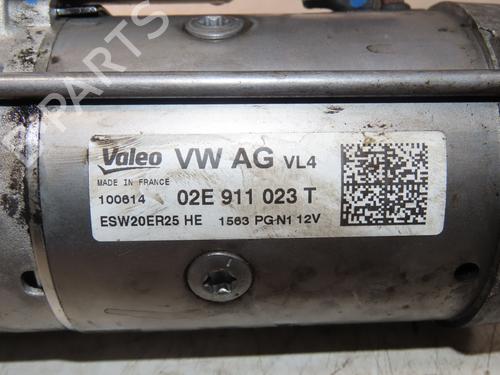 B-PARTS
Valeo VW AG VL4
MADE IN FRANCE
100614 02E 911 023 T
ESW20ER25 HE 1563 PG-N1 12V